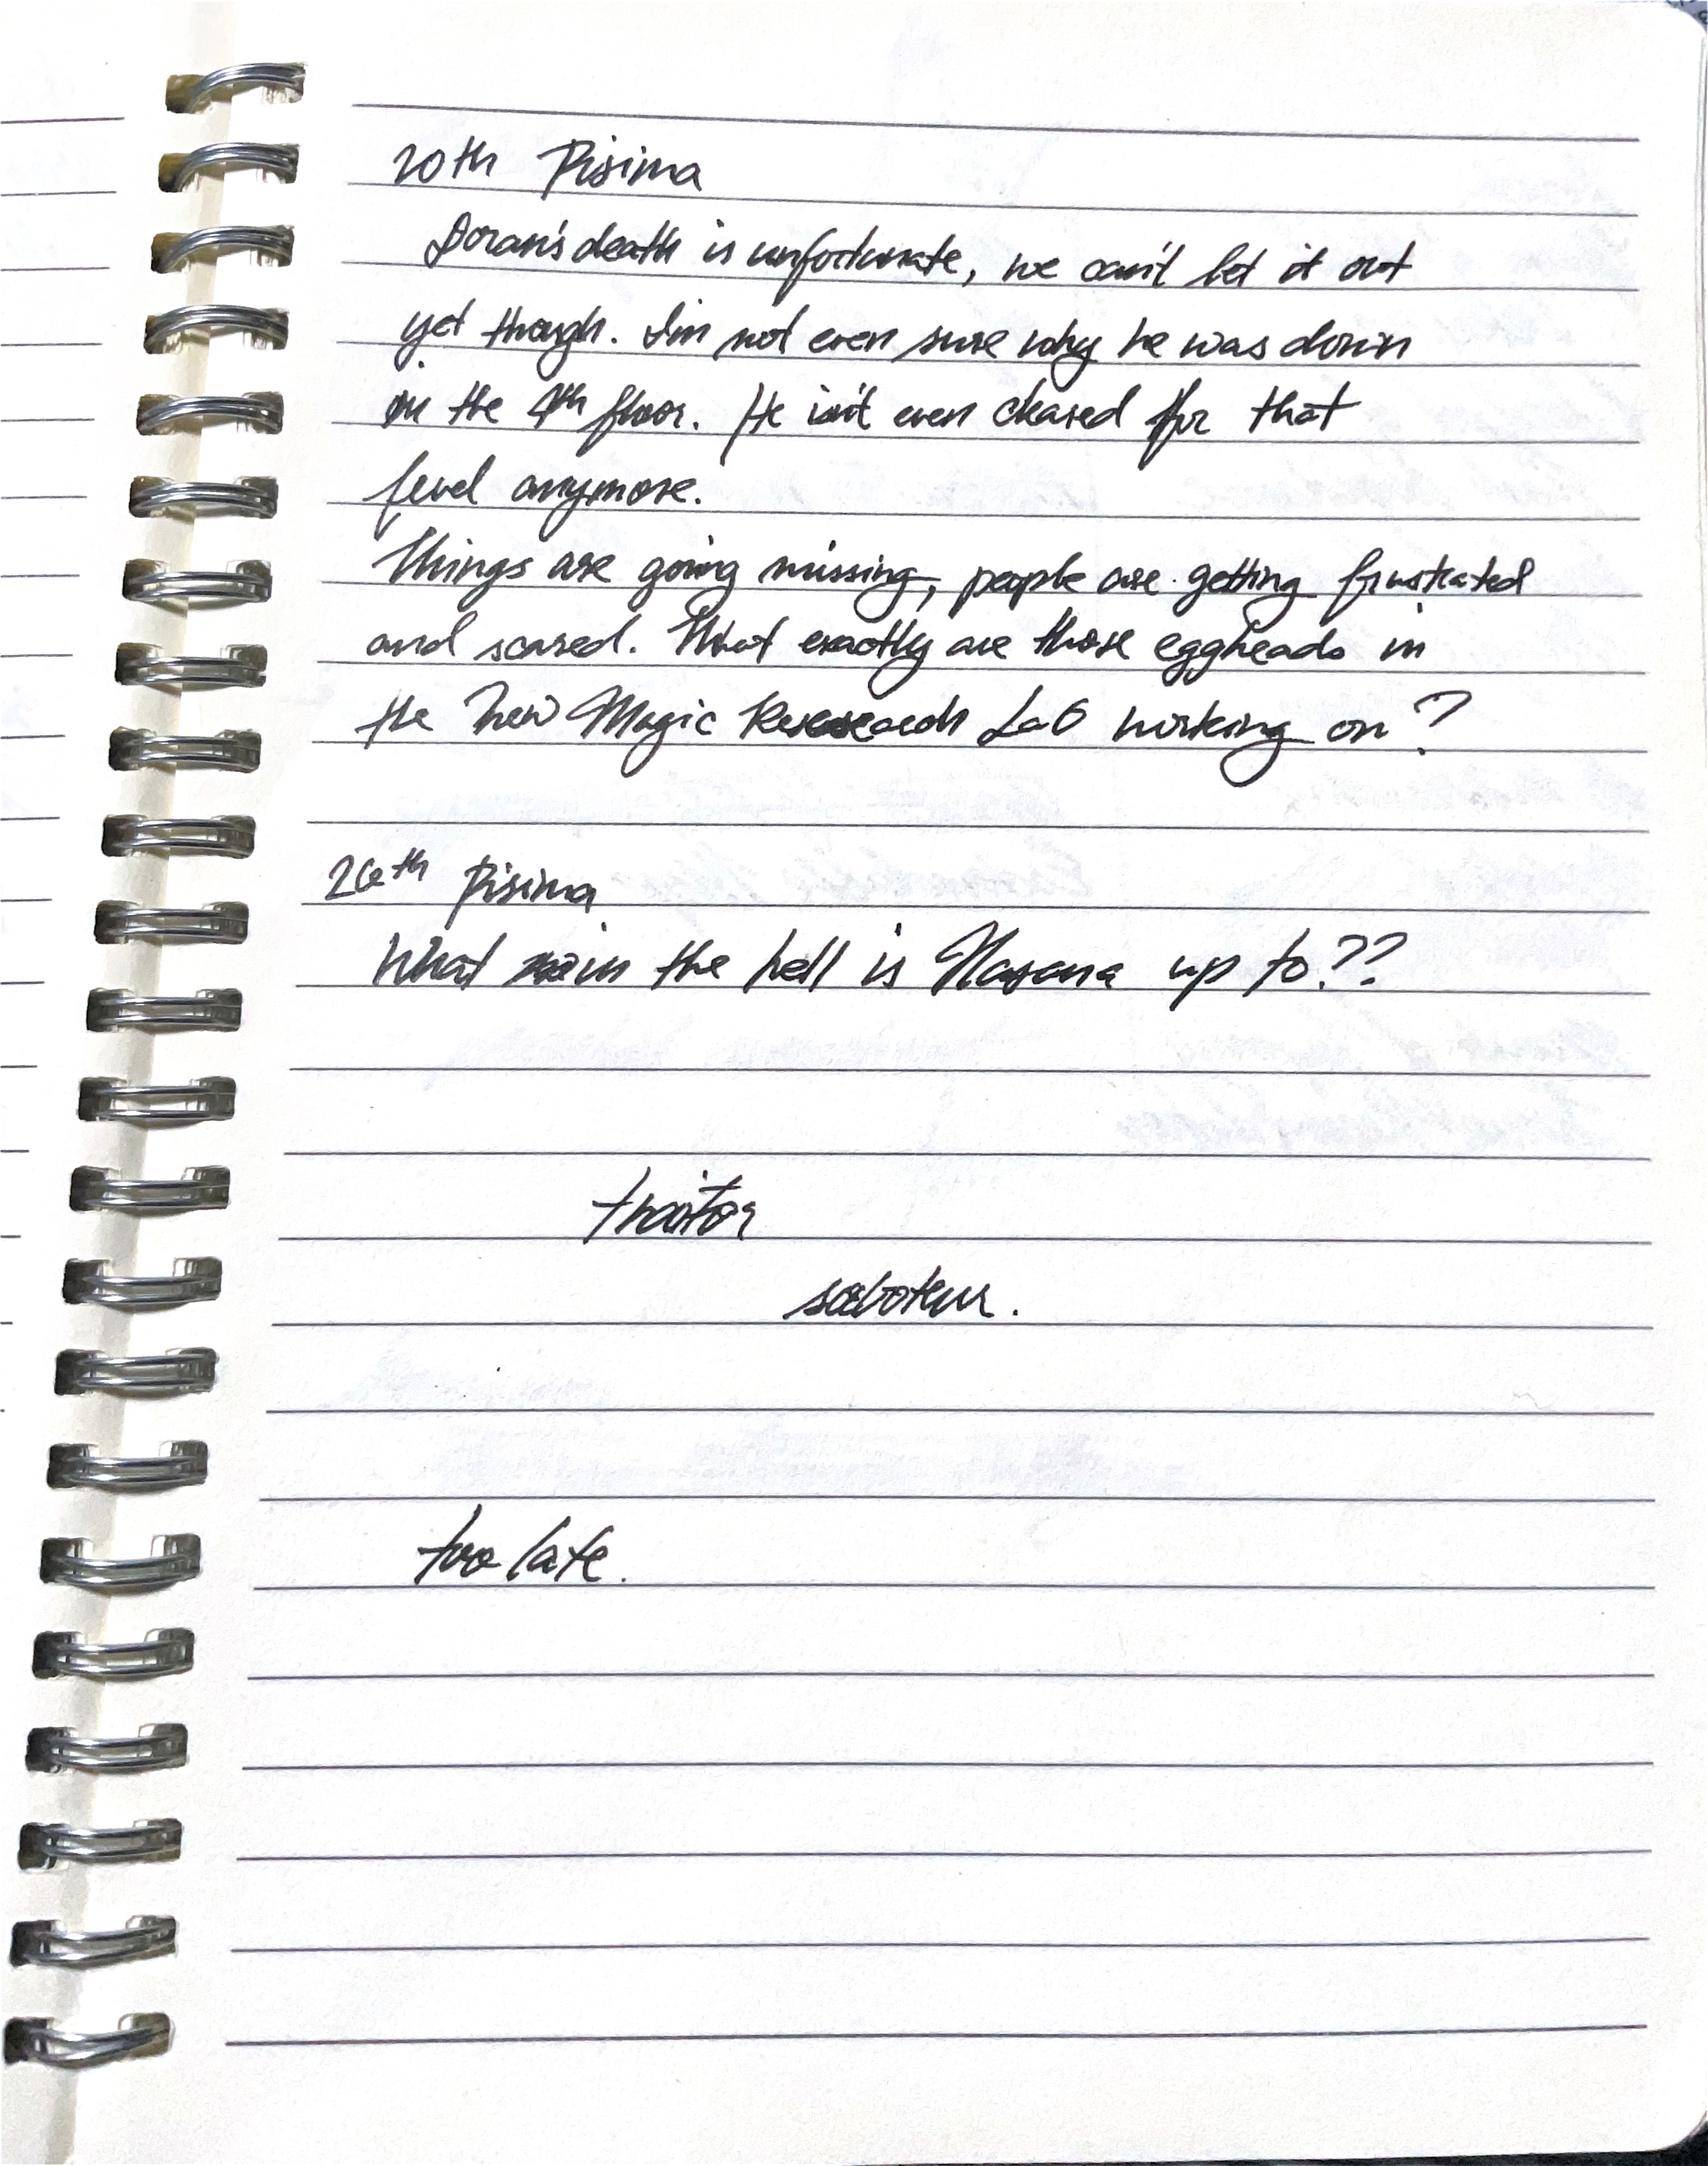 20th Pisima
Doran's death is unfortunate, we can't let it out
yet though. I'm not even sure why he was down
in the 4th floor. He isn't even cleared for that
level anymore.
Things are going missing, people are getting frustrated
and scared. What exactly are those eggheads in
the New Magic Research Lab working on?
26th Pisima
What in the hell is Nasana up to??
traitor
saboteur.
too late.